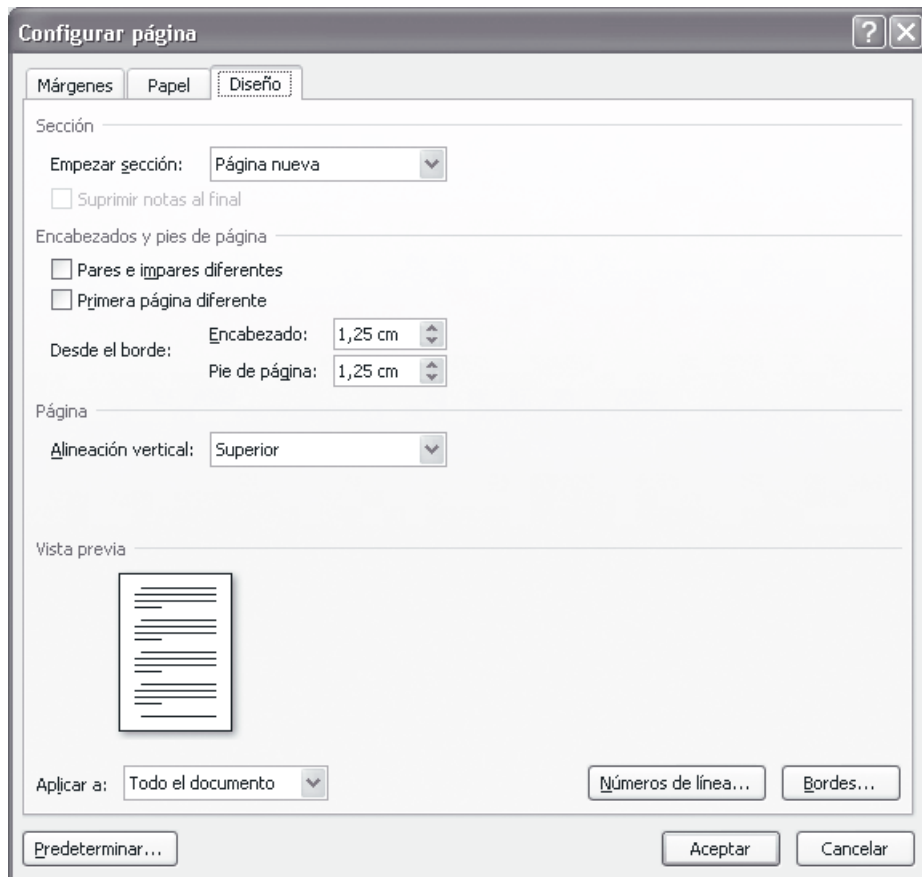 Configurar página
Márgenes Papel Diseño
Sección
Empezar sección: Página nueva
Suprimir notas al final
Encabezados y pies de página
Pares e impares diferentes
Primera página diferente
Desde el borde:
Encabezado: 1,25 cm
Pie de página: 1,25 cm
Página
Alineación vertical: Superior
Vista previa
Aplicar a: Todo el documento Números de línea... Bordes...
Predeterminar... Aceptar Cancelar